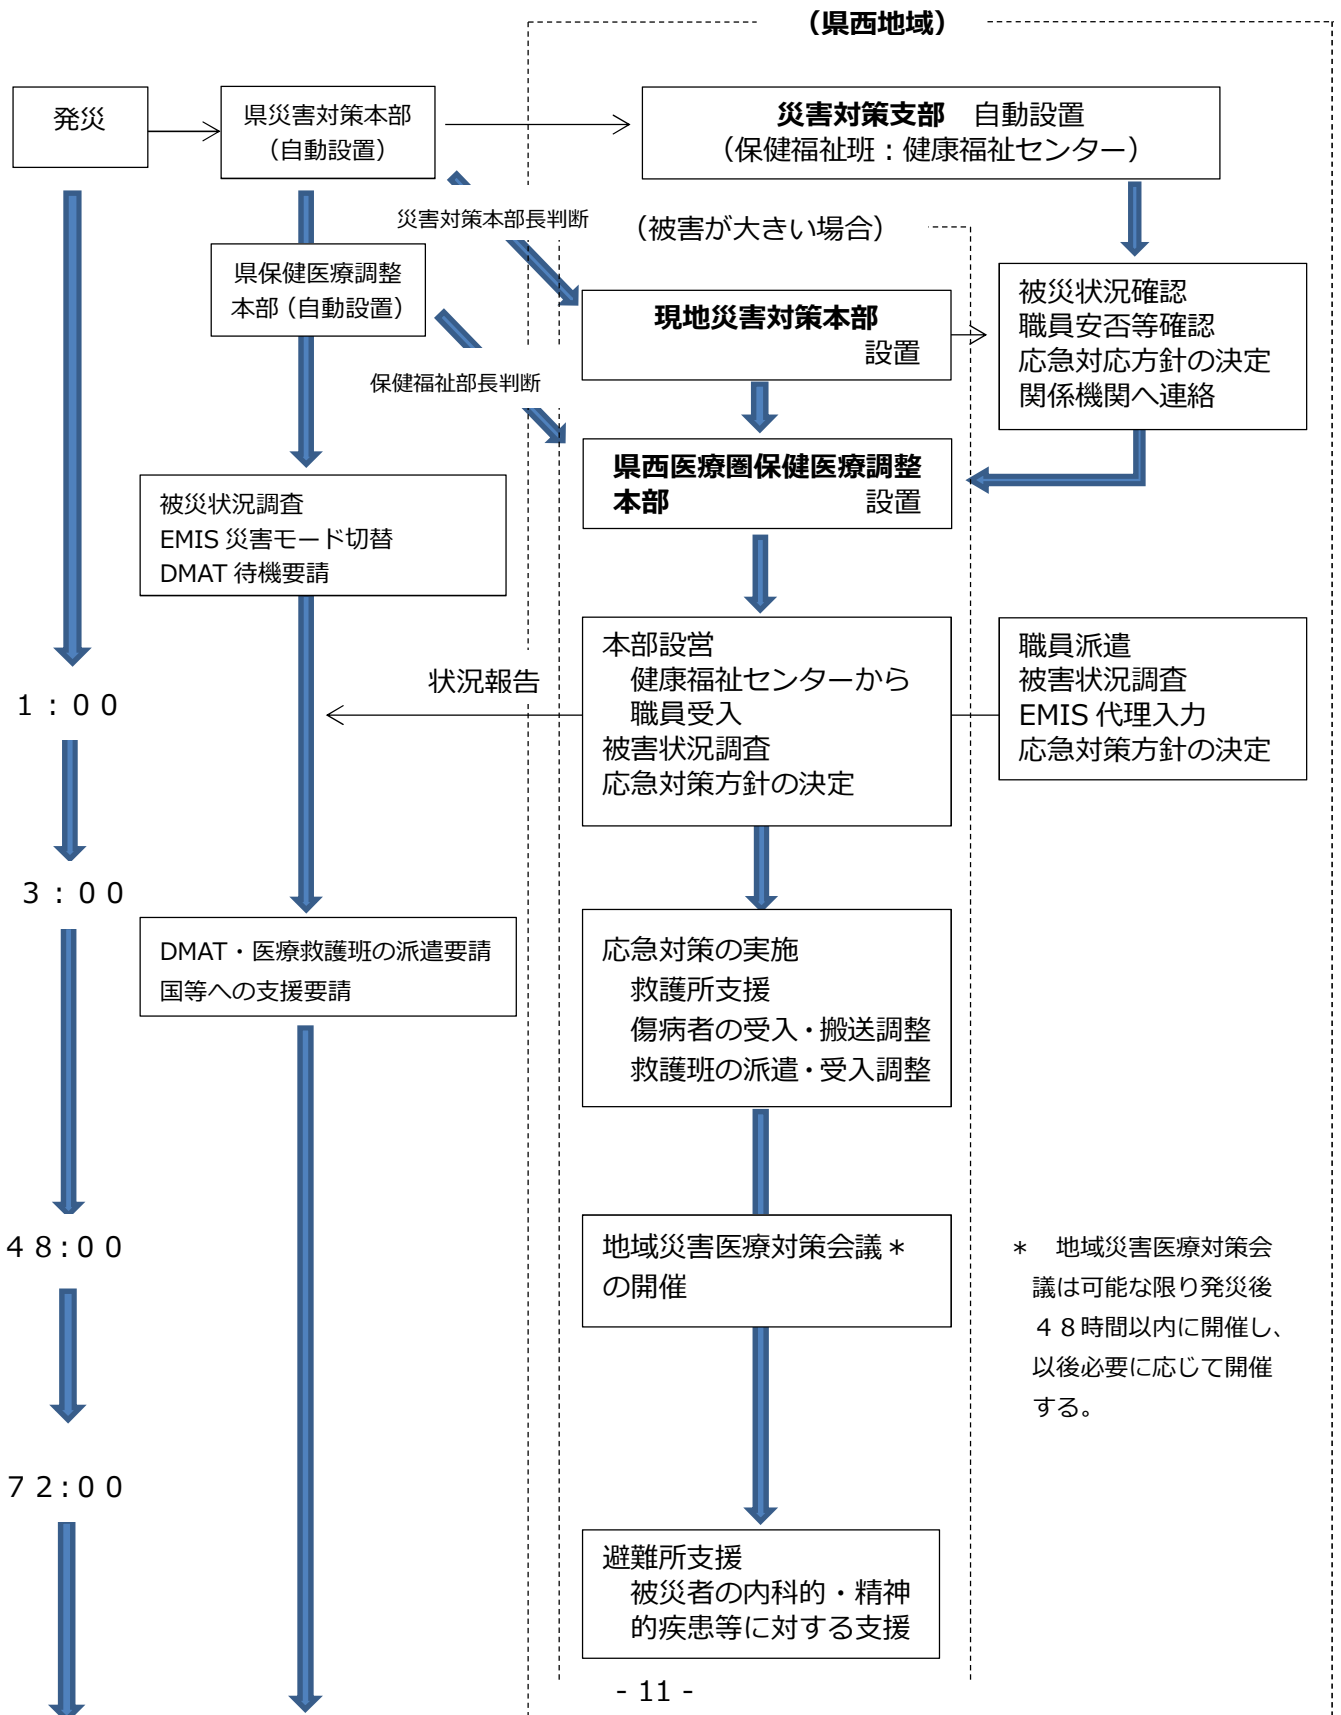 （県西地域）
発災
県災害対策本部
（自動設置）
災害対策支部　自動設置
（保健福祉班：健康福祉センター）
災害対策本部長判断
（被害が大きい場合）
県保健医療調整
本部（自動設置）
現地災害対策本部
設置
被災状況確認
職員安否等確認
応急対応方針の決定
関係機関へ連絡
保健福祉部長判断
県西医療圏保健医療調整
本部　設置
被災状況調査
EMIS 災害モード切替
DMAT 待機要請
1：00
状況報告
本部設営
健康福祉センターから
職員受入
被害状況調査
応急対策方針の決定
職員派遣
被害状況調査
EMIS 代理入力
応急対策方針の決定
3：00
DMAT・医療救護班の派遣要請
国等への支援要請
応急対策の実施
救護所支援
傷病者の受入・搬送調整
救護班の派遣・受入調整
48:00
地域災害医療対策会議＊
の開催
＊　地域災害医療対策会
議は可能な限り発災後
４８時間以内に開催し、
以後必要に応じて開催
する。
72:00
避難所支援
被災者の内科的・精神
的疾患等に対する支援
- 11 -